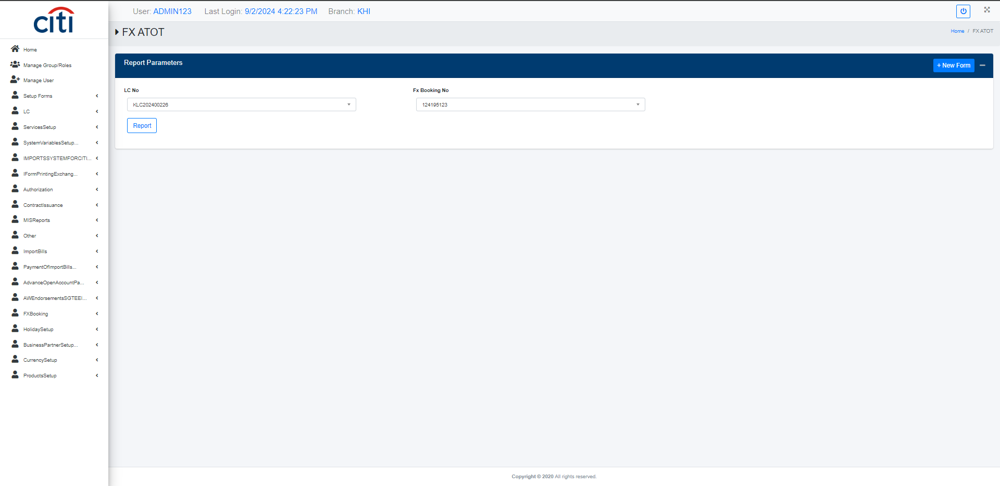 citi
User: ADMIN123 Last Login: 9/2/2024 4:22:23 PM Branch: KHI
FX ATOT
Home / FX ATOT
Home
Manage Group/Roles
Manage User
Setup Forms
LC
ServicesSetup
SystemVariablesSetup...
IMPORTSSYSTEMFORCITI...
IFormPrintingExchang...
Authorization
ContractIssuance
MISReports
Other
ImportBills
PaymentOfImportBills...
AdvanceOpenAccountPa...
AWEndorsementsSGTEEI...
FXBooking
HolidaySetup
BusinessPartnerSetup...
CurrencySetup
ProductsSetup
Report Parameters
+ New Form
LC No
KLC202400226
Fx Booking No
124195123
Report
Copyright © 2020 All rights reserved.